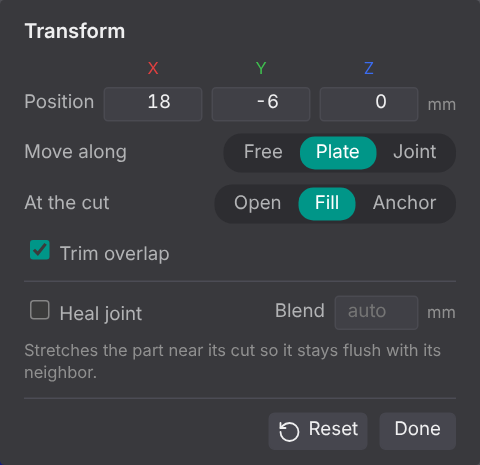 Transform
X Y Z
Position 18 -6 0 mm
Move along Free Plate Joint
At the cut Open Fill Anchor
Trim overlap
Heal joint Blend auto mm
Stretches the part near its cut so it stays flush with its
neighbor.
Reset Done